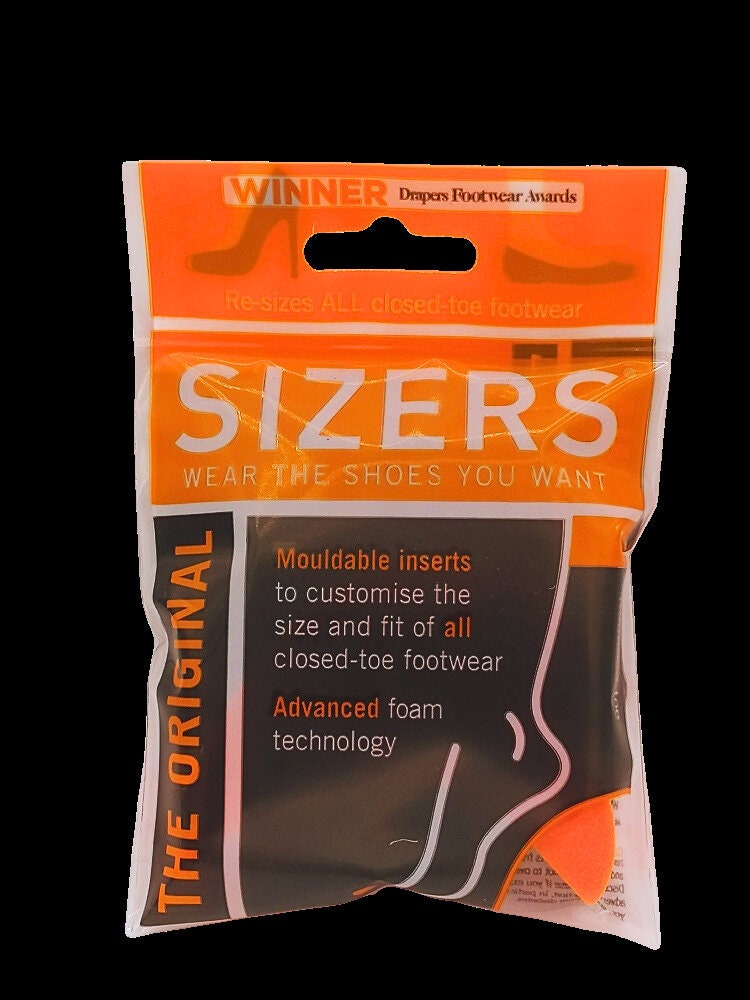 WINNER Drapers Footwear Awards
Re-sizes ALL closed-toe footwear
SIZERS®
WEAR THE SHOES YOU WANT
THE ORIGINAL
Mouldable inserts
to customise the
size and fit of all
closed-toe footwear
Advanced foam
technology